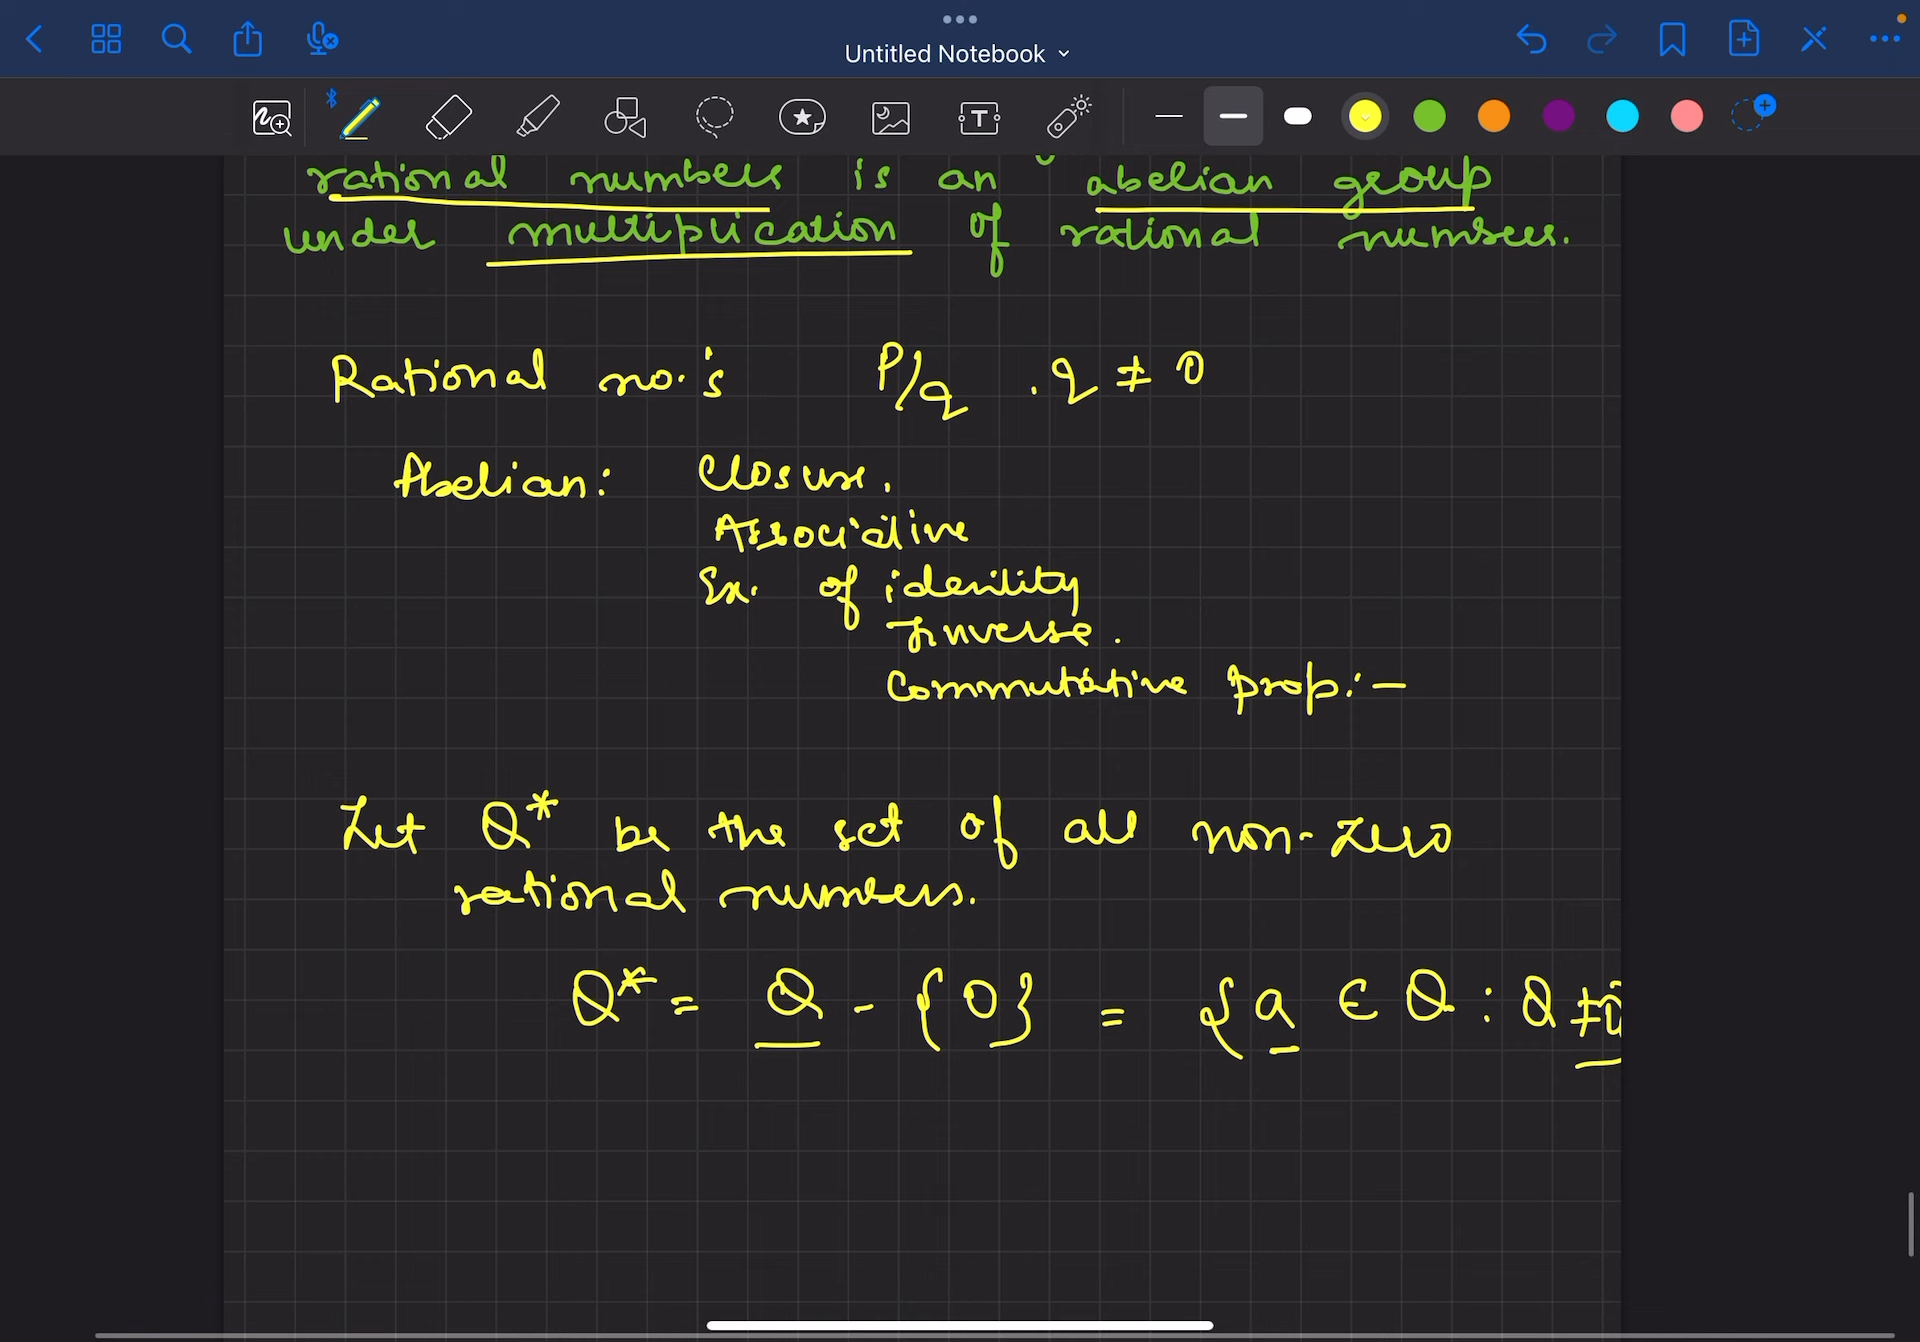 Untitled Notebook
rational numbers is an abelian group
under multiplication of rational numbers.
Rational no.'s P/q , q ≠ 0
Abelian: Closure,
Associative
Ex. of identity
Inverse.
Commutative prop:-
Let Q* be the set of all non-zero
rational numbers.
Q* = Q - {0} = {a ∈ Q : Q ≠ 0